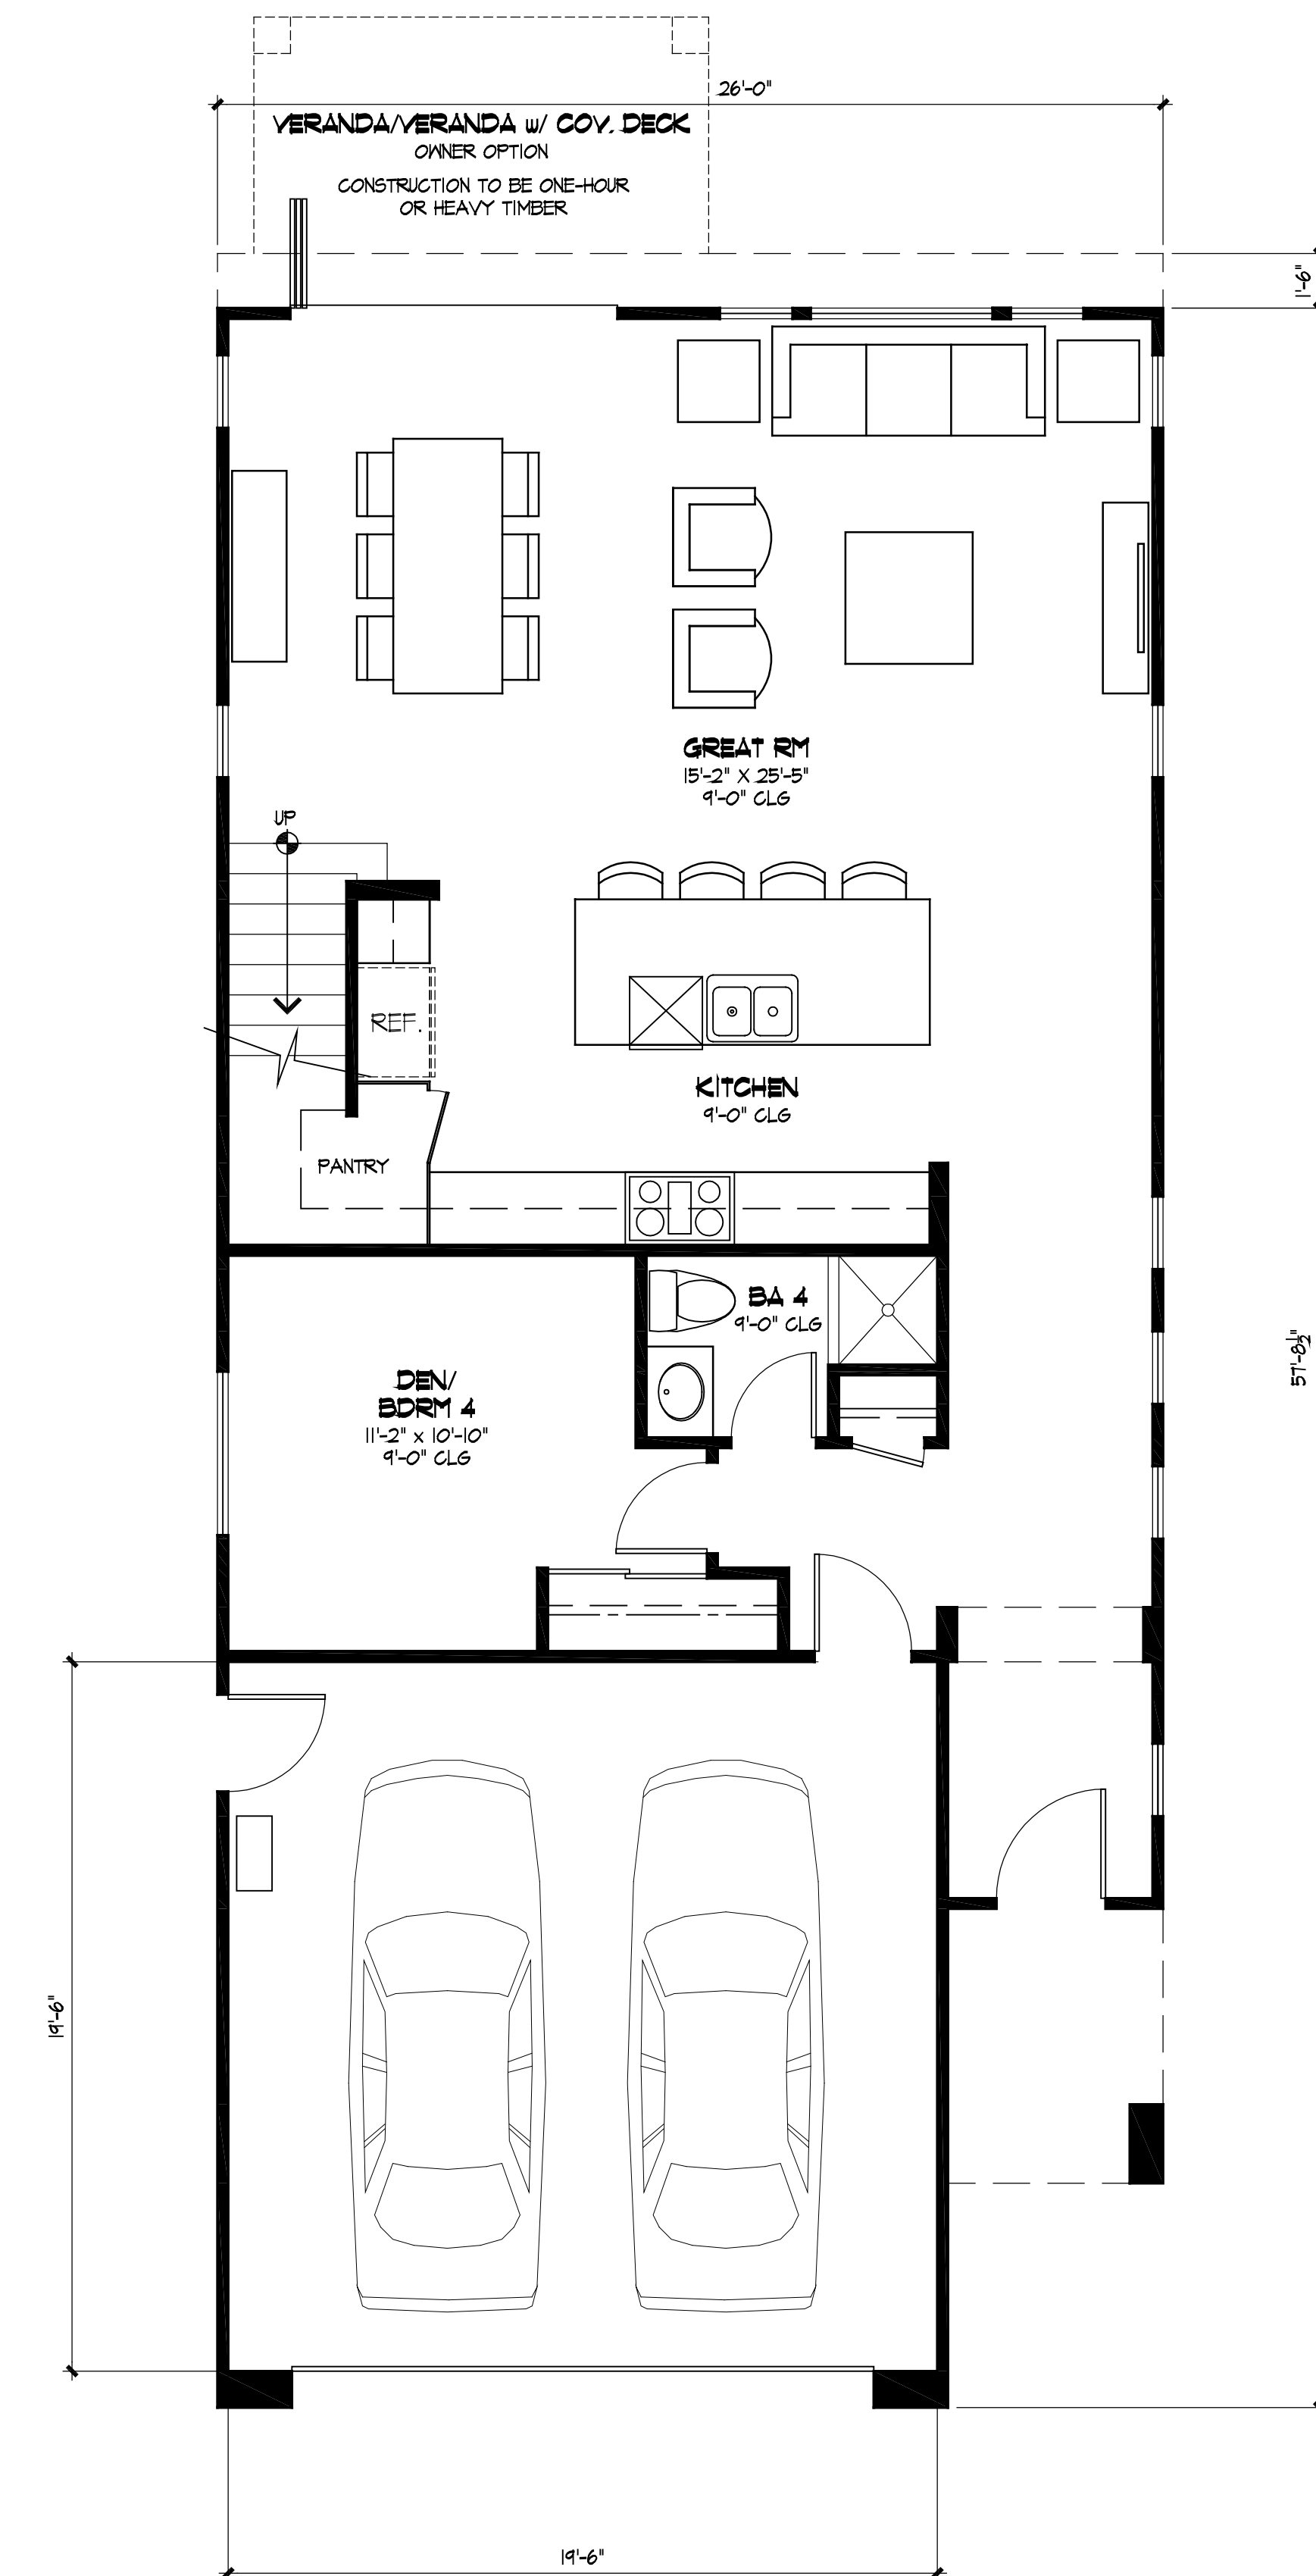 26'-0"
VERANDA/VERANDA w/ COV. DECK
OWNER OPTION
CONSTRUCTION TO BE ONE-HOUR
OR HEAVY TIMBER
1'-6"
GREAT RM
15'-2" X 25'-5"
9'-0" CLG
UP
REF.
KITCHEN
9'-0" CLG
PANTRY
BA 4
9'-0" CLG
DEN/
BDRM 4
11'-2" x 10'-10"
9'-0" CLG
57'-8½"
19'-6"
19'-6"